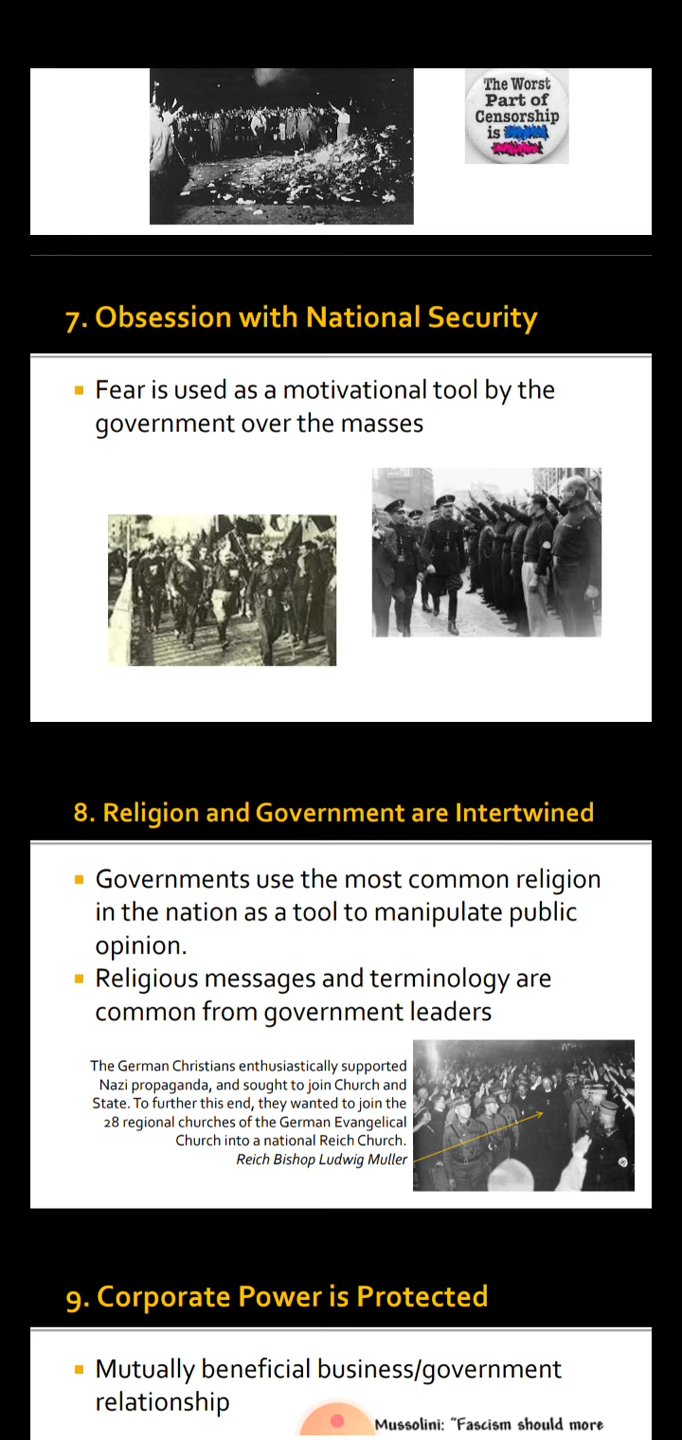 The Worst
Part of
Censorship
is
7. Obsession with National Security
▪ Fear is used as a motivational tool by the
government over the masses
8. Religion and Government are Intertwined
▪ Governments use the most common religion
in the nation as a tool to manipulate public
opinion.
▪ Religious messages and terminology are
common from government leaders
The German Christians enthusiastically supported
Nazi propaganda, and sought to join Church and
State. To further this end, they wanted to join the
28 regional churches of the German Evangelical
Church into a national Reich Church.
Reich Bishop Ludwig Muller
9. Corporate Power is Protected
▪ Mutually beneficial business/government
relationship
Mussolini: "Fascism should more